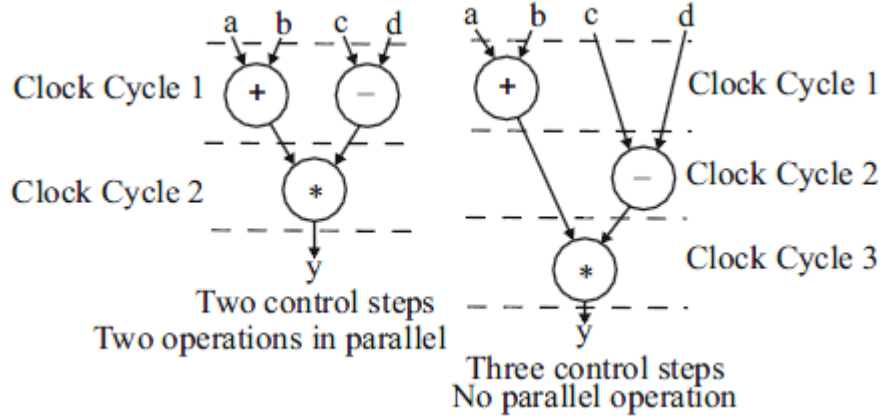 a b c d
Clock Cycle 1
+ −
Clock Cycle 2
*
y
Two control steps
Two operations in parallel
a b c d
+
Clock Cycle 1
−
Clock Cycle 2
*
Clock Cycle 3
y
Three control steps
No parallel operation